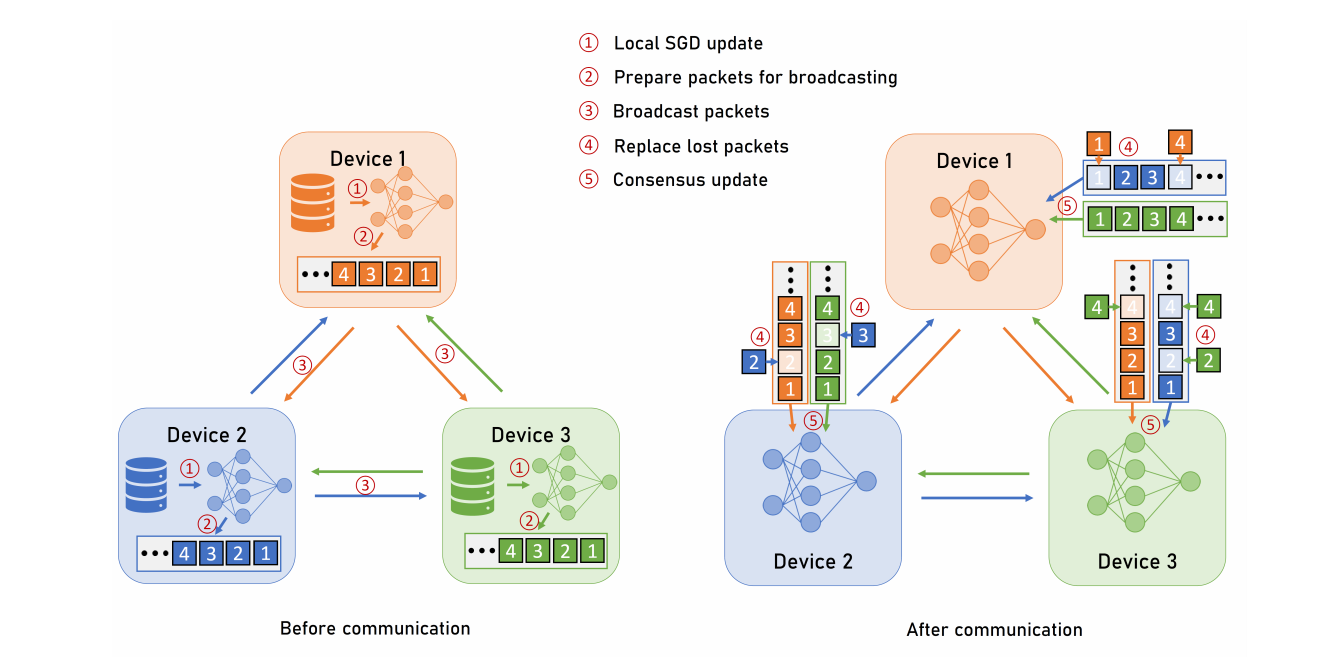 ① Local SGD update
② Prepare packets for broadcasting
③ Broadcast packets
④ Replace lost packets
⑤ Consensus update
Device 1
①
②
••• 4 3 2 1
③
③
Device 2
①
②
••• 4 3 2 1
③
Device 3
①
②
••• 4 3 2 1
Before communication
Device 1
1 ④ 4
1 2 3 4 •••
⑤
1 2 3 4 •••
4 4
④ ④
3 3 3
2 2 2
1 1
⑤
Device 2
4 4 4 4
3 3 ④
2 2 2
1 1
⑤
Device 3
After communication